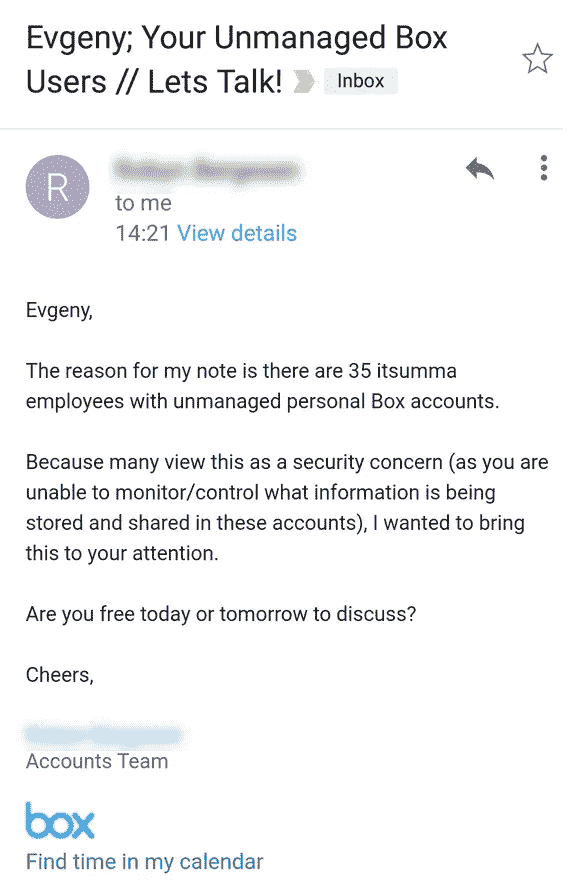 Evgeny; Your Unmanaged Box
Users // Lets Talk! Inbox
R
to me
14:21 View details
Evgeny,
The reason for my note is there are 35 itsumma
employees with unmanaged personal Box accounts.
Because many view this as a security concern (as you are
unable to monitor/control what information is being
stored and shared in these accounts), I wanted to bring
this to your attention.
Are you free today or tomorrow to discuss?
Cheers,
Accounts Team
box
Find time in my calendar